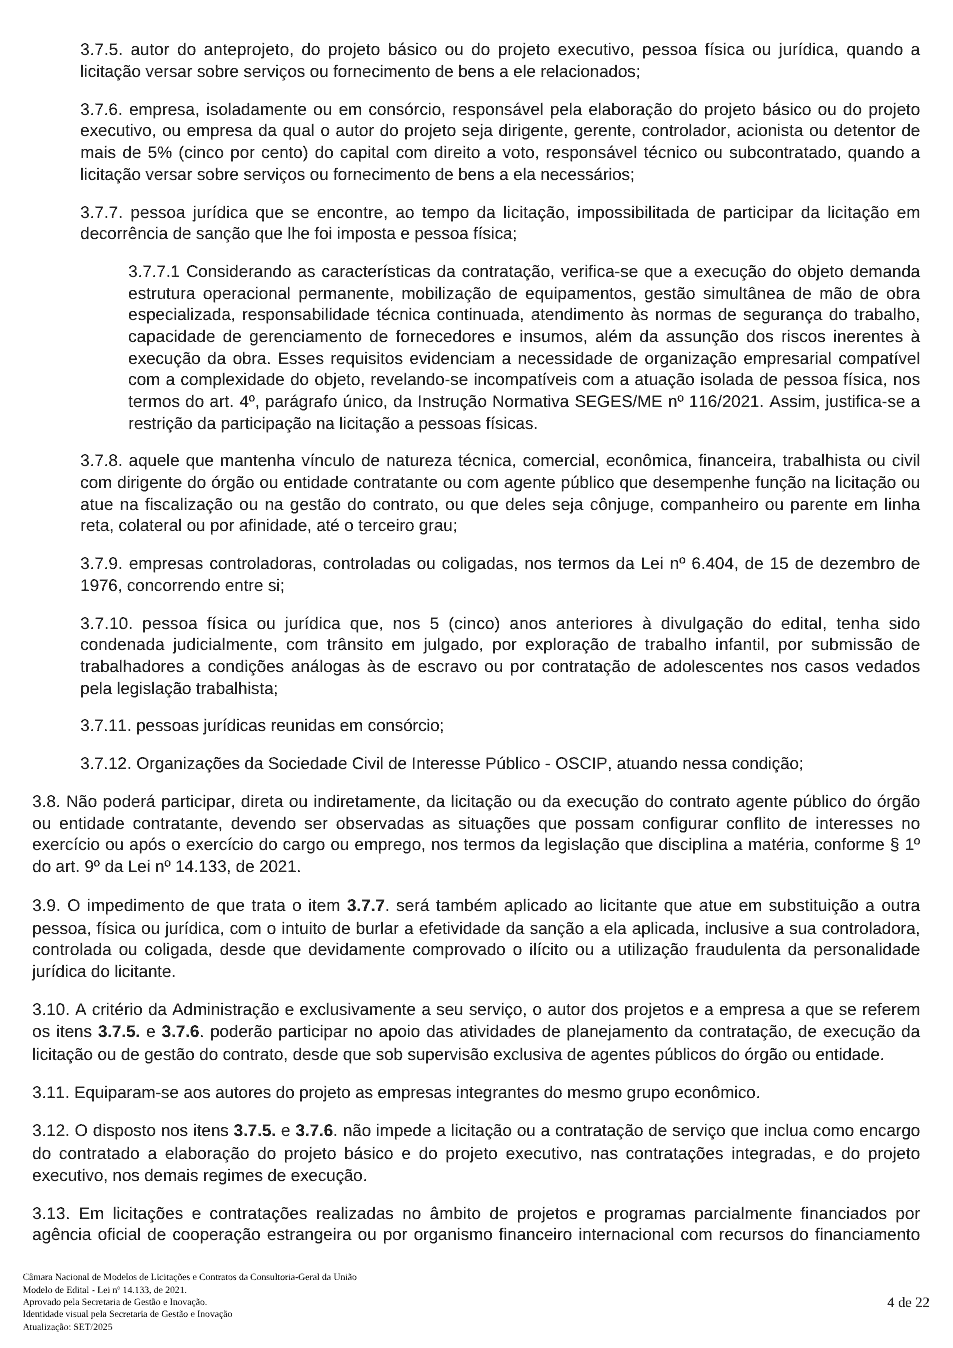 3.7.5. autor do anteprojeto, do projeto básico ou do projeto executivo, pessoa física ou jurídica, quando a
licitação versar sobre serviços ou fornecimento de bens a ele relacionados;
3.7.6. empresa, isoladamente ou em consórcio, responsável pela elaboração do projeto básico ou do projeto
executivo, ou empresa da qual o autor do projeto seja dirigente, gerente, controlador, acionista ou detentor de
mais de 5% (cinco por cento) do capital com direito a voto, responsável técnico ou subcontratado, quando a
licitação versar sobre serviços ou fornecimento de bens a ela necessários;
3.7.7. pessoa jurídica que se encontre, ao tempo da licitação, impossibilitada de participar da licitação em
decorrência de sanção que lhe foi imposta e pessoa física;
3.7.7.1 Considerando as características da contratação, verifica-se que a execução do objeto demanda
estrutura operacional permanente, mobilização de equipamentos, gestão simultânea de mão de obra
especializada, responsabilidade técnica continuada, atendimento às normas de segurança do trabalho,
capacidade de gerenciamento de fornecedores e insumos, além da assunção dos riscos inerentes à
execução da obra. Esses requisitos evidenciam a necessidade de organização empresarial compatível
com a complexidade do objeto, revelando-se incompatíveis com a atuação isolada de pessoa física, nos
termos do art. 4º, parágrafo único, da Instrução Normativa SEGES/ME nº 116/2021. Assim, justifica-se a
restrição da participação na licitação a pessoas físicas.
3.7.8. aquele que mantenha vínculo de natureza técnica, comercial, econômica, financeira, trabalhista ou civil
com dirigente do órgão ou entidade contratante ou com agente público que desempenhe função na licitação ou
atue na fiscalização ou na gestão do contrato, ou que deles seja cônjuge, companheiro ou parente em linha
reta, colateral ou por afinidade, até o terceiro grau;
3.7.9. empresas controladoras, controladas ou coligadas, nos termos da Lei nº 6.404, de 15 de dezembro de
1976, concorrendo entre si;
3.7.10. pessoa física ou jurídica que, nos 5 (cinco) anos anteriores à divulgação do edital, tenha sido
condenada judicialmente, com trânsito em julgado, por exploração de trabalho infantil, por submissão de
trabalhadores a condições análogas às de escravo ou por contratação de adolescentes nos casos vedados
pela legislação trabalhista;
3.7.11. pessoas jurídicas reunidas em consórcio;
3.7.12. Organizações da Sociedade Civil de Interesse Público - OSCIP, atuando nessa condição;
3.8. Não poderá participar, direta ou indiretamente, da licitação ou da execução do contrato agente público do órgão
ou entidade contratante, devendo ser observadas as situações que possam configurar conflito de interesses no
exercício ou após o exercício do cargo ou emprego, nos termos da legislação que disciplina a matéria, conforme § 1º
do art. 9º da Lei nº 14.133, de 2021.
3.9. O impedimento de que trata o item 3.7.7. será também aplicado ao licitante que atue em substituição a outra
pessoa, física ou jurídica, com o intuito de burlar a efetividade da sanção a ela aplicada, inclusive a sua controladora,
controlada ou coligada, desde que devidamente comprovado o ilícito ou a utilização fraudulenta da personalidade
jurídica do licitante.
3.10. A critério da Administração e exclusivamente a seu serviço, o autor dos projetos e a empresa a que se referem
os itens 3.7.5. e 3.7.6. poderão participar no apoio das atividades de planejamento da contratação, de execução da
licitação ou de gestão do contrato, desde que sob supervisão exclusiva de agentes públicos do órgão ou entidade.
3.11. Equiparam-se aos autores do projeto as empresas integrantes do mesmo grupo econômico.
3.12. O disposto nos itens 3.7.5. e 3.7.6. não impede a licitação ou a contratação de serviço que inclua como encargo
do contratado a elaboração do projeto básico e do projeto executivo, nas contratações integradas, e do projeto
executivo, nos demais regimes de execução.
3.13. Em licitações e contratações realizadas no âmbito de projetos e programas parcialmente financiados por
agência oficial de cooperação estrangeira ou por organismo financeiro internacional com recursos do financiamento
Câmara Nacional de Modelos de Licitações e Contratos da Consultoria-Geral da União
Modelo de Edital - Lei nº 14.133, de 2021.
Aprovado pela Secretaria de Gestão e Inovação.
Identidade visual pela Secretaria de Gestão e Inovação
Atualização: SET/2025
4 de 22